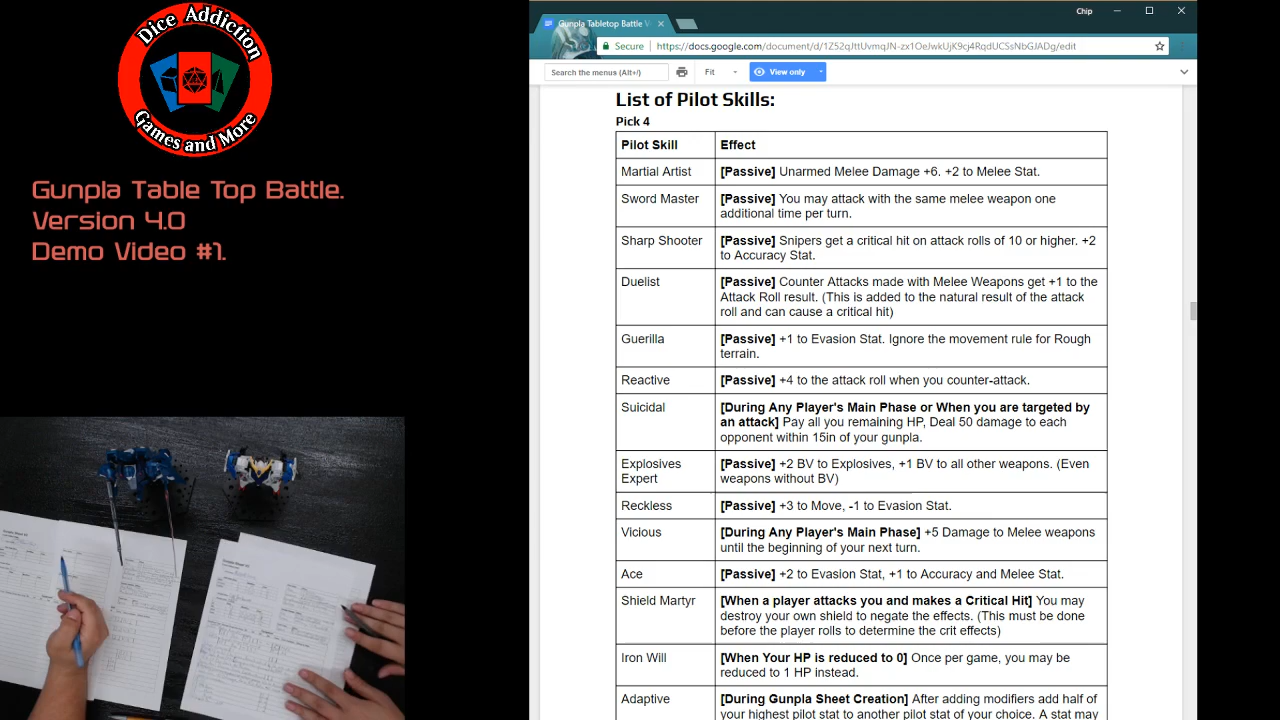 Dice Addiction
Games and More
Gunpla Table Top Battle.
Version 4.0
Demo Video #1.
Chip
Gunpla Tabletop Battle V
Secure
https://docs.google.com/document/d/1Z52qJttUvmqJN-zx1OeJwkUjK9cj4RqdUCSsNbGJADg/edit
Search the menus (Alt+/)
Fit
View only
List of Pilot Skills:
Pick 4
Pilot Skill Effect
Martial Artist [Passive] Unarmed Melee Damage +6. +2 to Melee Stat.
Sword Master [Passive] You may attack with the same melee weapon one
additional time per turn.
Sharp Shooter [Passive] Snipers get a critical hit on attack rolls of 10 or higher. +2
to Accuracy Stat.
Duelist [Passive] Counter Attacks made with Melee Weapons get +1 to the
Attack Roll result. (This is added to the natural result of the attack
roll and can cause a critical hit)
Guerilla [Passive] +1 to Evasion Stat. Ignore the movement rule for Rough
terrain.
Reactive [Passive] +4 to the attack roll when you counter-attack.
Suicidal [During Any Player's Main Phase or When you are targeted by
an attack] Pay all you remaining HP, Deal 50 damage to each
opponent within 15in of your gunpla.
Explosives [Passive] +2 BV to Explosives, +1 BV to all other weapons. (Even
Expert weapons without BV)
Reckless [Passive] +3 to Move, -1 to Evasion Stat.
Vicious [During Any Player's Main Phase] +5 Damage to Melee weapons
until the beginning of your next turn.
Ace [Passive] +2 to Evasion Stat, +1 to Accuracy and Melee Stat.
Shield Martyr [When a player attacks you and makes a Critical Hit] You may
destroy your own shield to negate the effects. (This must be done
before the player rolls to determine the crit effects)
Iron Will [When Your HP is reduced to 0] Once per game, you may be
reduced to 1 HP instead.
Adaptive [During Gunpla Sheet Creation] After adding modifiers add half of
your highest pilot stat to another pilot stat of your choice. A stat may